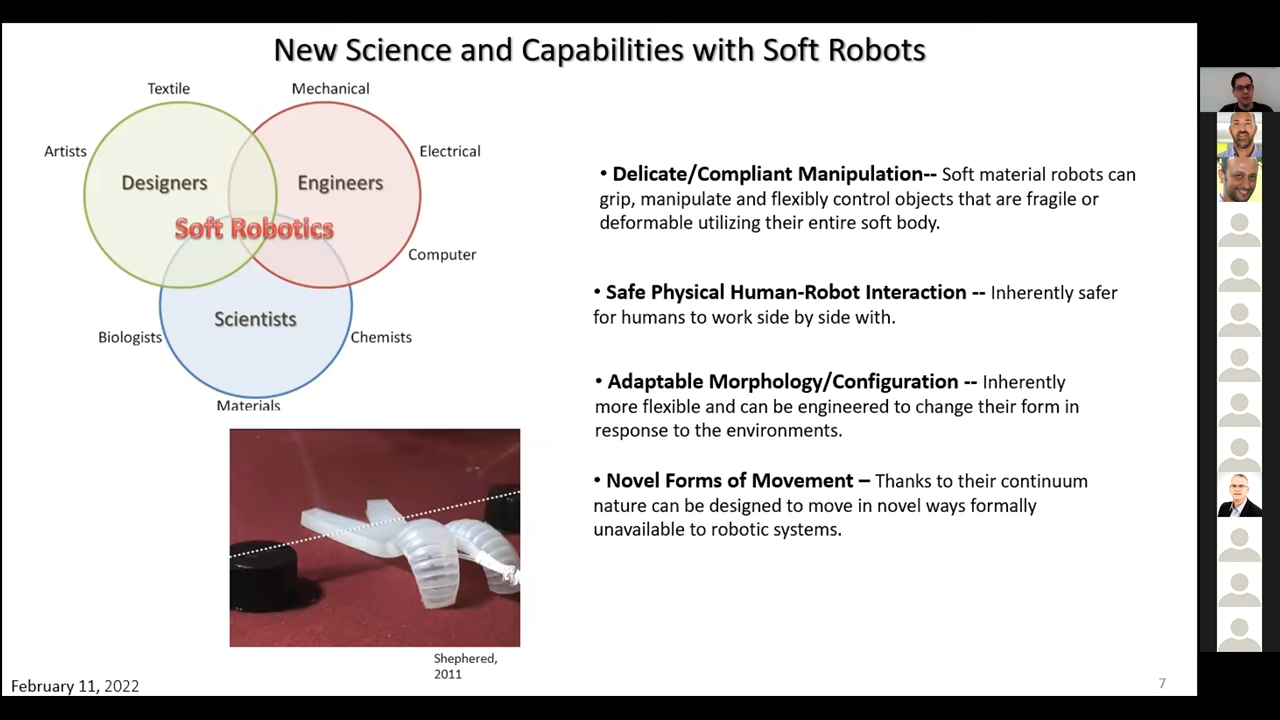 New Science and Capabilities with Soft Robots
Textile
Mechanical
Artists
Electrical
Designers
Engineers
Soft Robotics
Computer
Scientists
Biologists
Chemists
Materials
• Delicate/Compliant Manipulation-- Soft material robots can
grip, manipulate and flexibly control objects that are fragile or
deformable utilizing their entire soft body.
• Safe Physical Human-Robot Interaction -- Inherently safer
for humans to work side by side with.
• Adaptable Morphology/Configuration -- Inherently
more flexible and can be engineered to change their form in
response to the environments.
• Novel Forms of Movement – Thanks to their continuum
nature can be designed to move in novel ways formally
unavailable to robotic systems.
Shephered,
2011
February 11, 2022
7